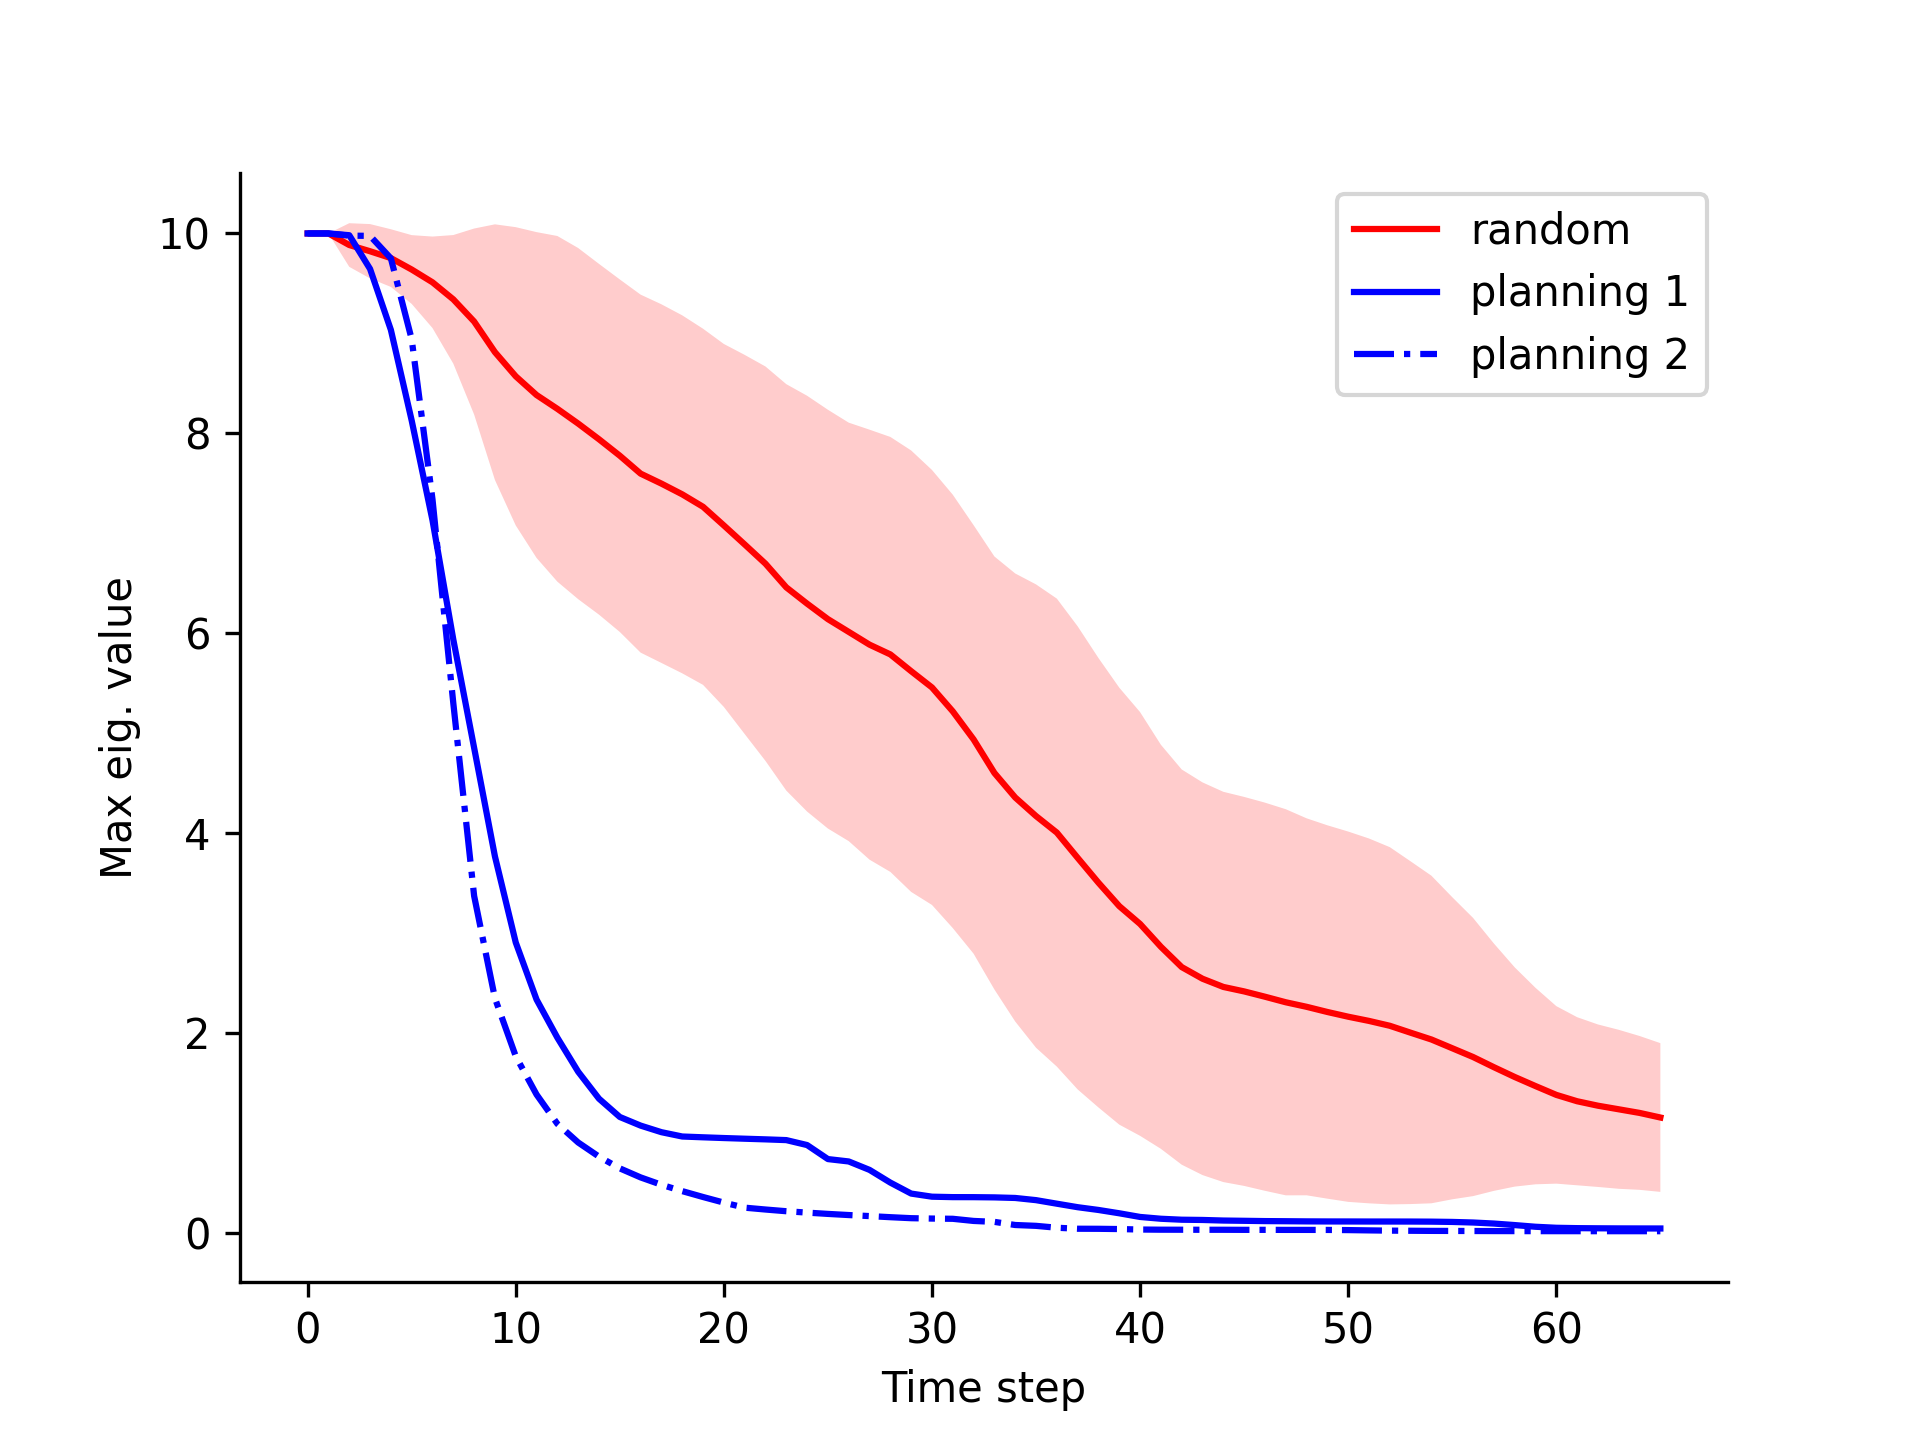 random
planning 1
planning 2
Max eig. value
10
8
6
4
2
0
0 10 20 30 40 50 60
Time step